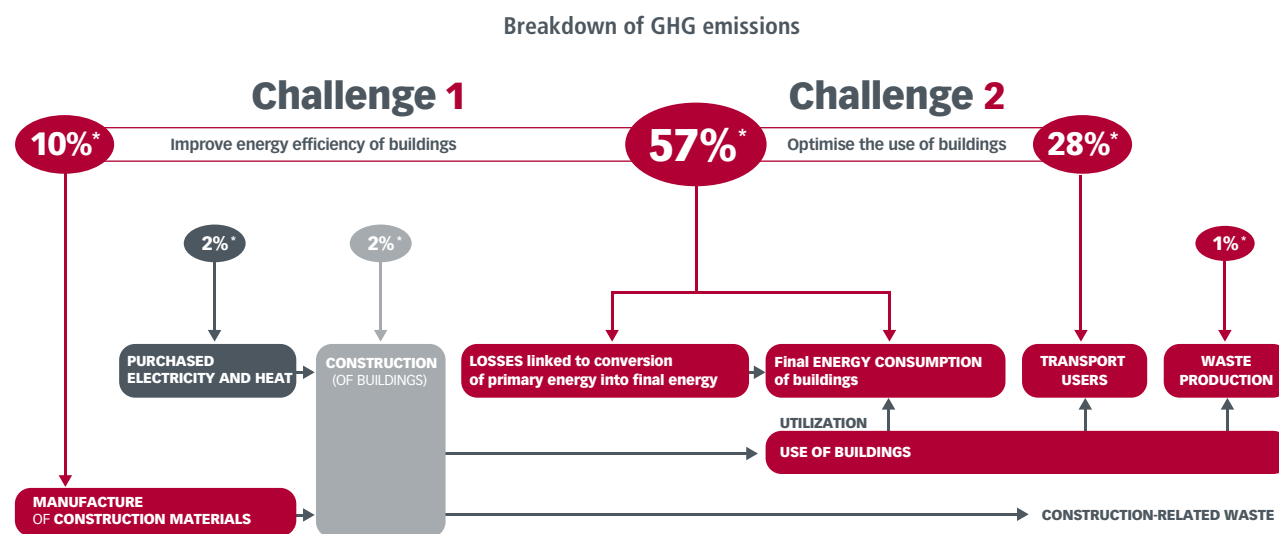 Breakdown of GHG emissions
Challenge 1
Challenge 2
10%*
Improve energy efficiency of buildings
57%*
Optimise the use of buildings
28%*
2%*
2%*
1%*
PURCHASED
ELECTRICITY AND HEAT
CONSTRUCTION
(OF BUILDINGS)
LOSSES linked to conversion
of primary energy into final energy
Final ENERGY CONSUMPTION
of buildings
TRANSPORT
USERS
WASTE
PRODUCTION
UTILIZATION
USE OF BUILDINGS
MANUFACTURE
OF CONSTRUCTION MATERIALS
CONSTRUCTION-RELATED WASTE